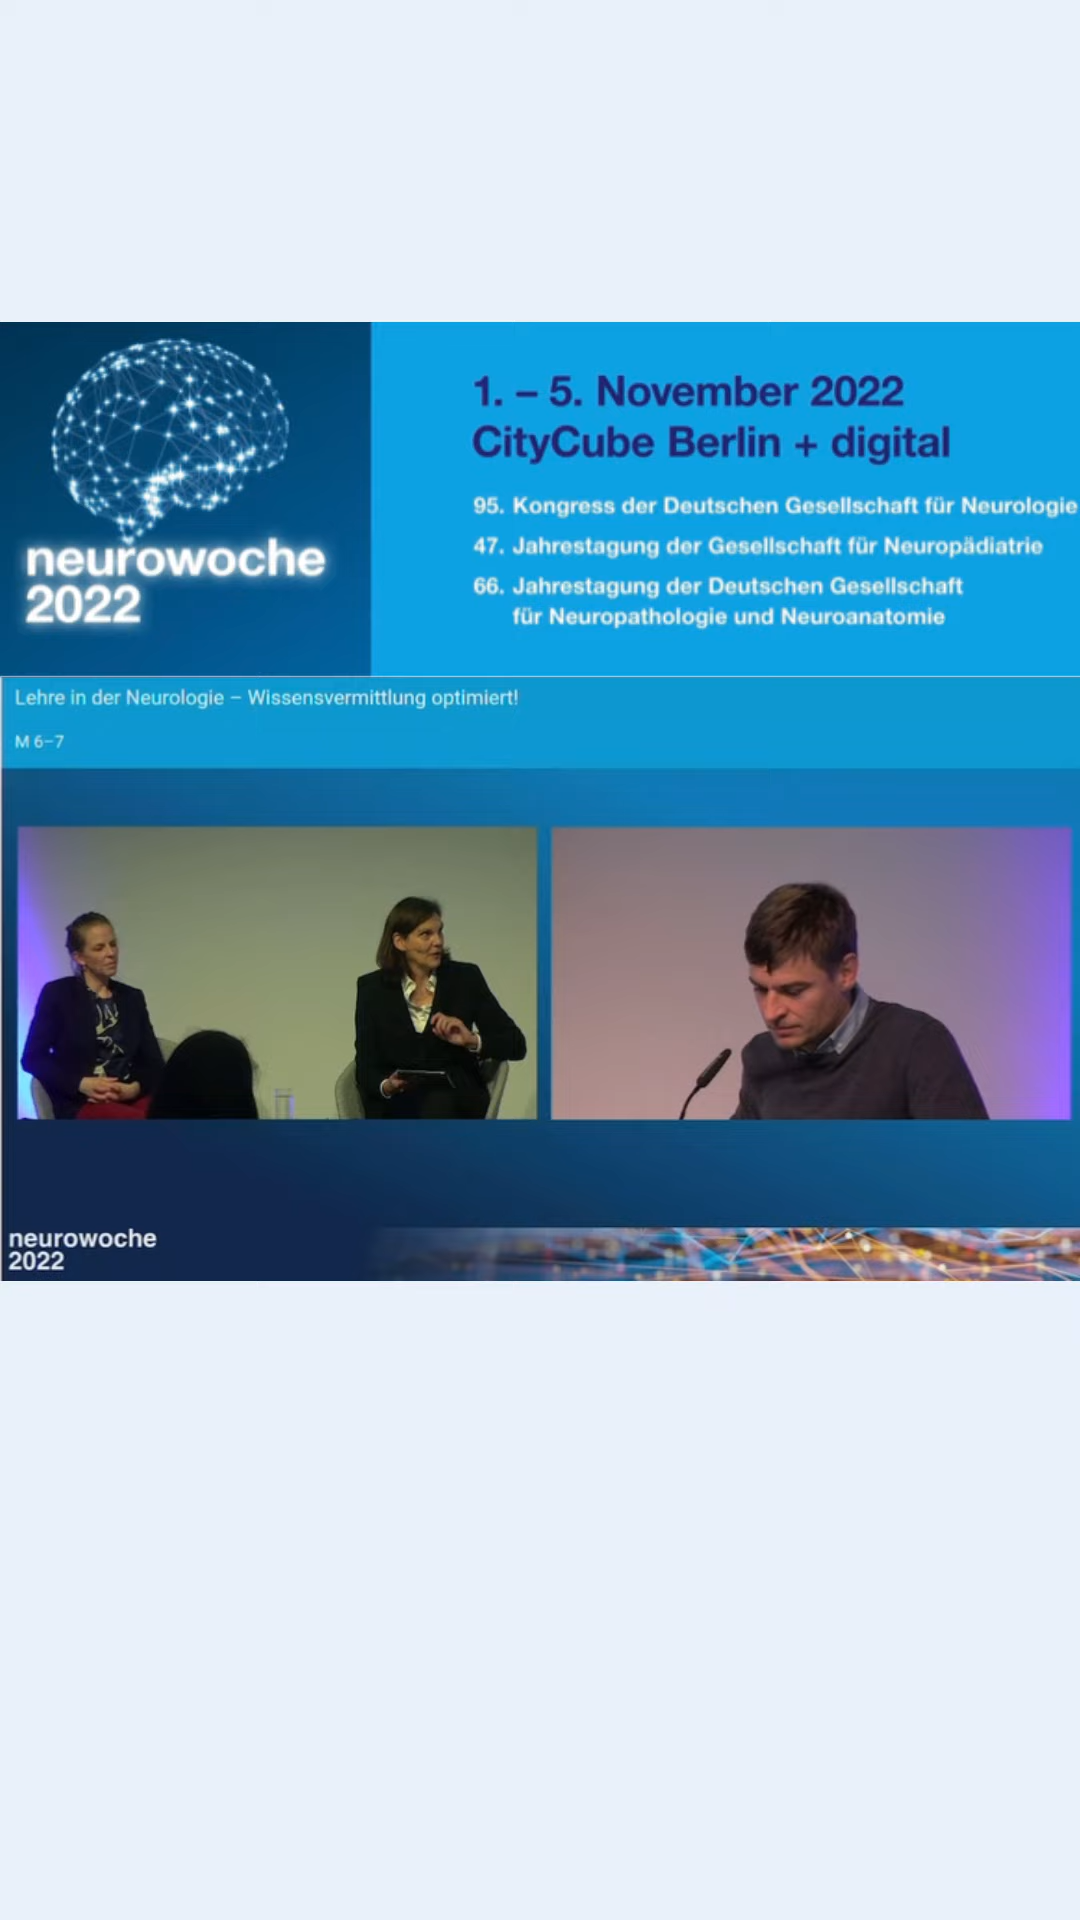 neurowoche
2022
1. – 5. November 2022
CityCube Berlin + digital
95. Kongress der Deutschen Gesellschaft für Neurologie
47. Jahrestagung der Gesellschaft für Neuropädiatrie
66. Jahrestagung der Deutschen Gesellschaft
für Neuropathologie und Neuroanatomie
Lehre in der Neurologie – Wissensvermittlung optimiert!
M 6–7
neurowoche
2022